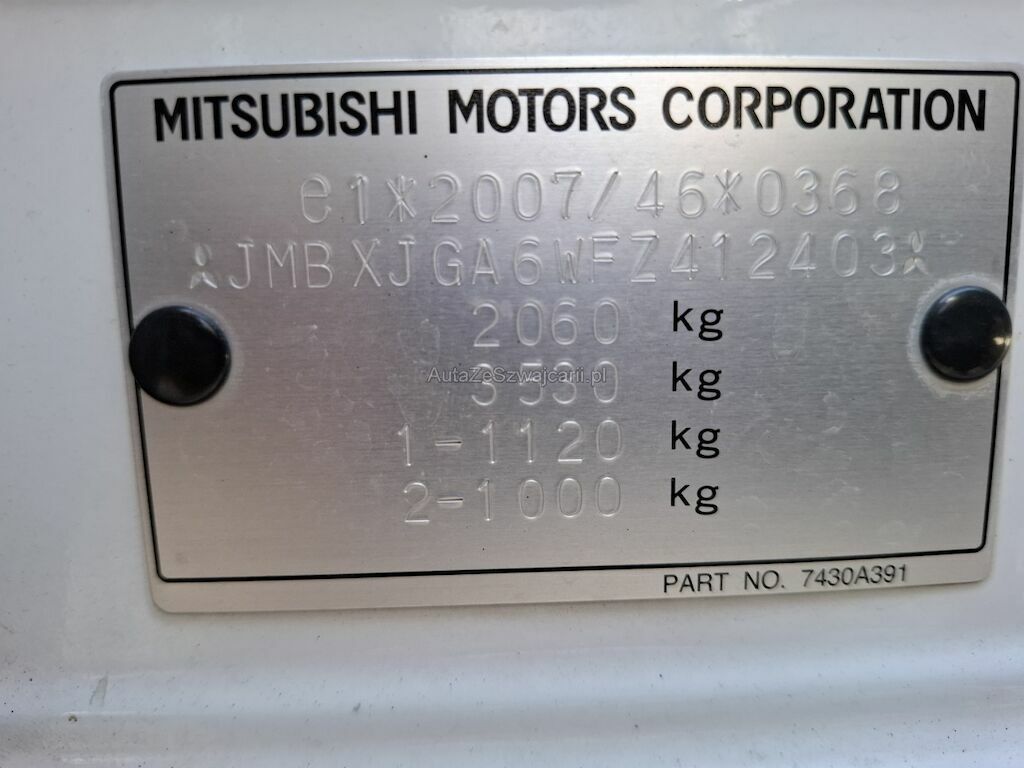 MITSUBISHI MOTORS CORPORATION
e1*2007/46*0368
JMBXJGA6WFZ412403
2060 kg
AutaZeSzwajcarii.pl
3530 kg
1-1120 kg
2-1000 kg
PART NO. 7430A391